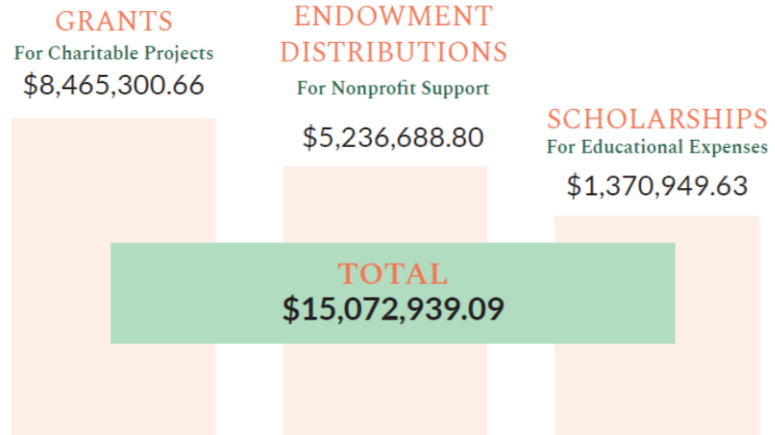 GRANTS
For Charitable Projects
$8,465,300.66
ENDOWMENT
DISTRIBUTIONS
For Nonprofit Support
$5,236,688.80
SCHOLARSHIPS
For Educational Expenses
$1,370,949.63
TOTAL
$15,072,939.09